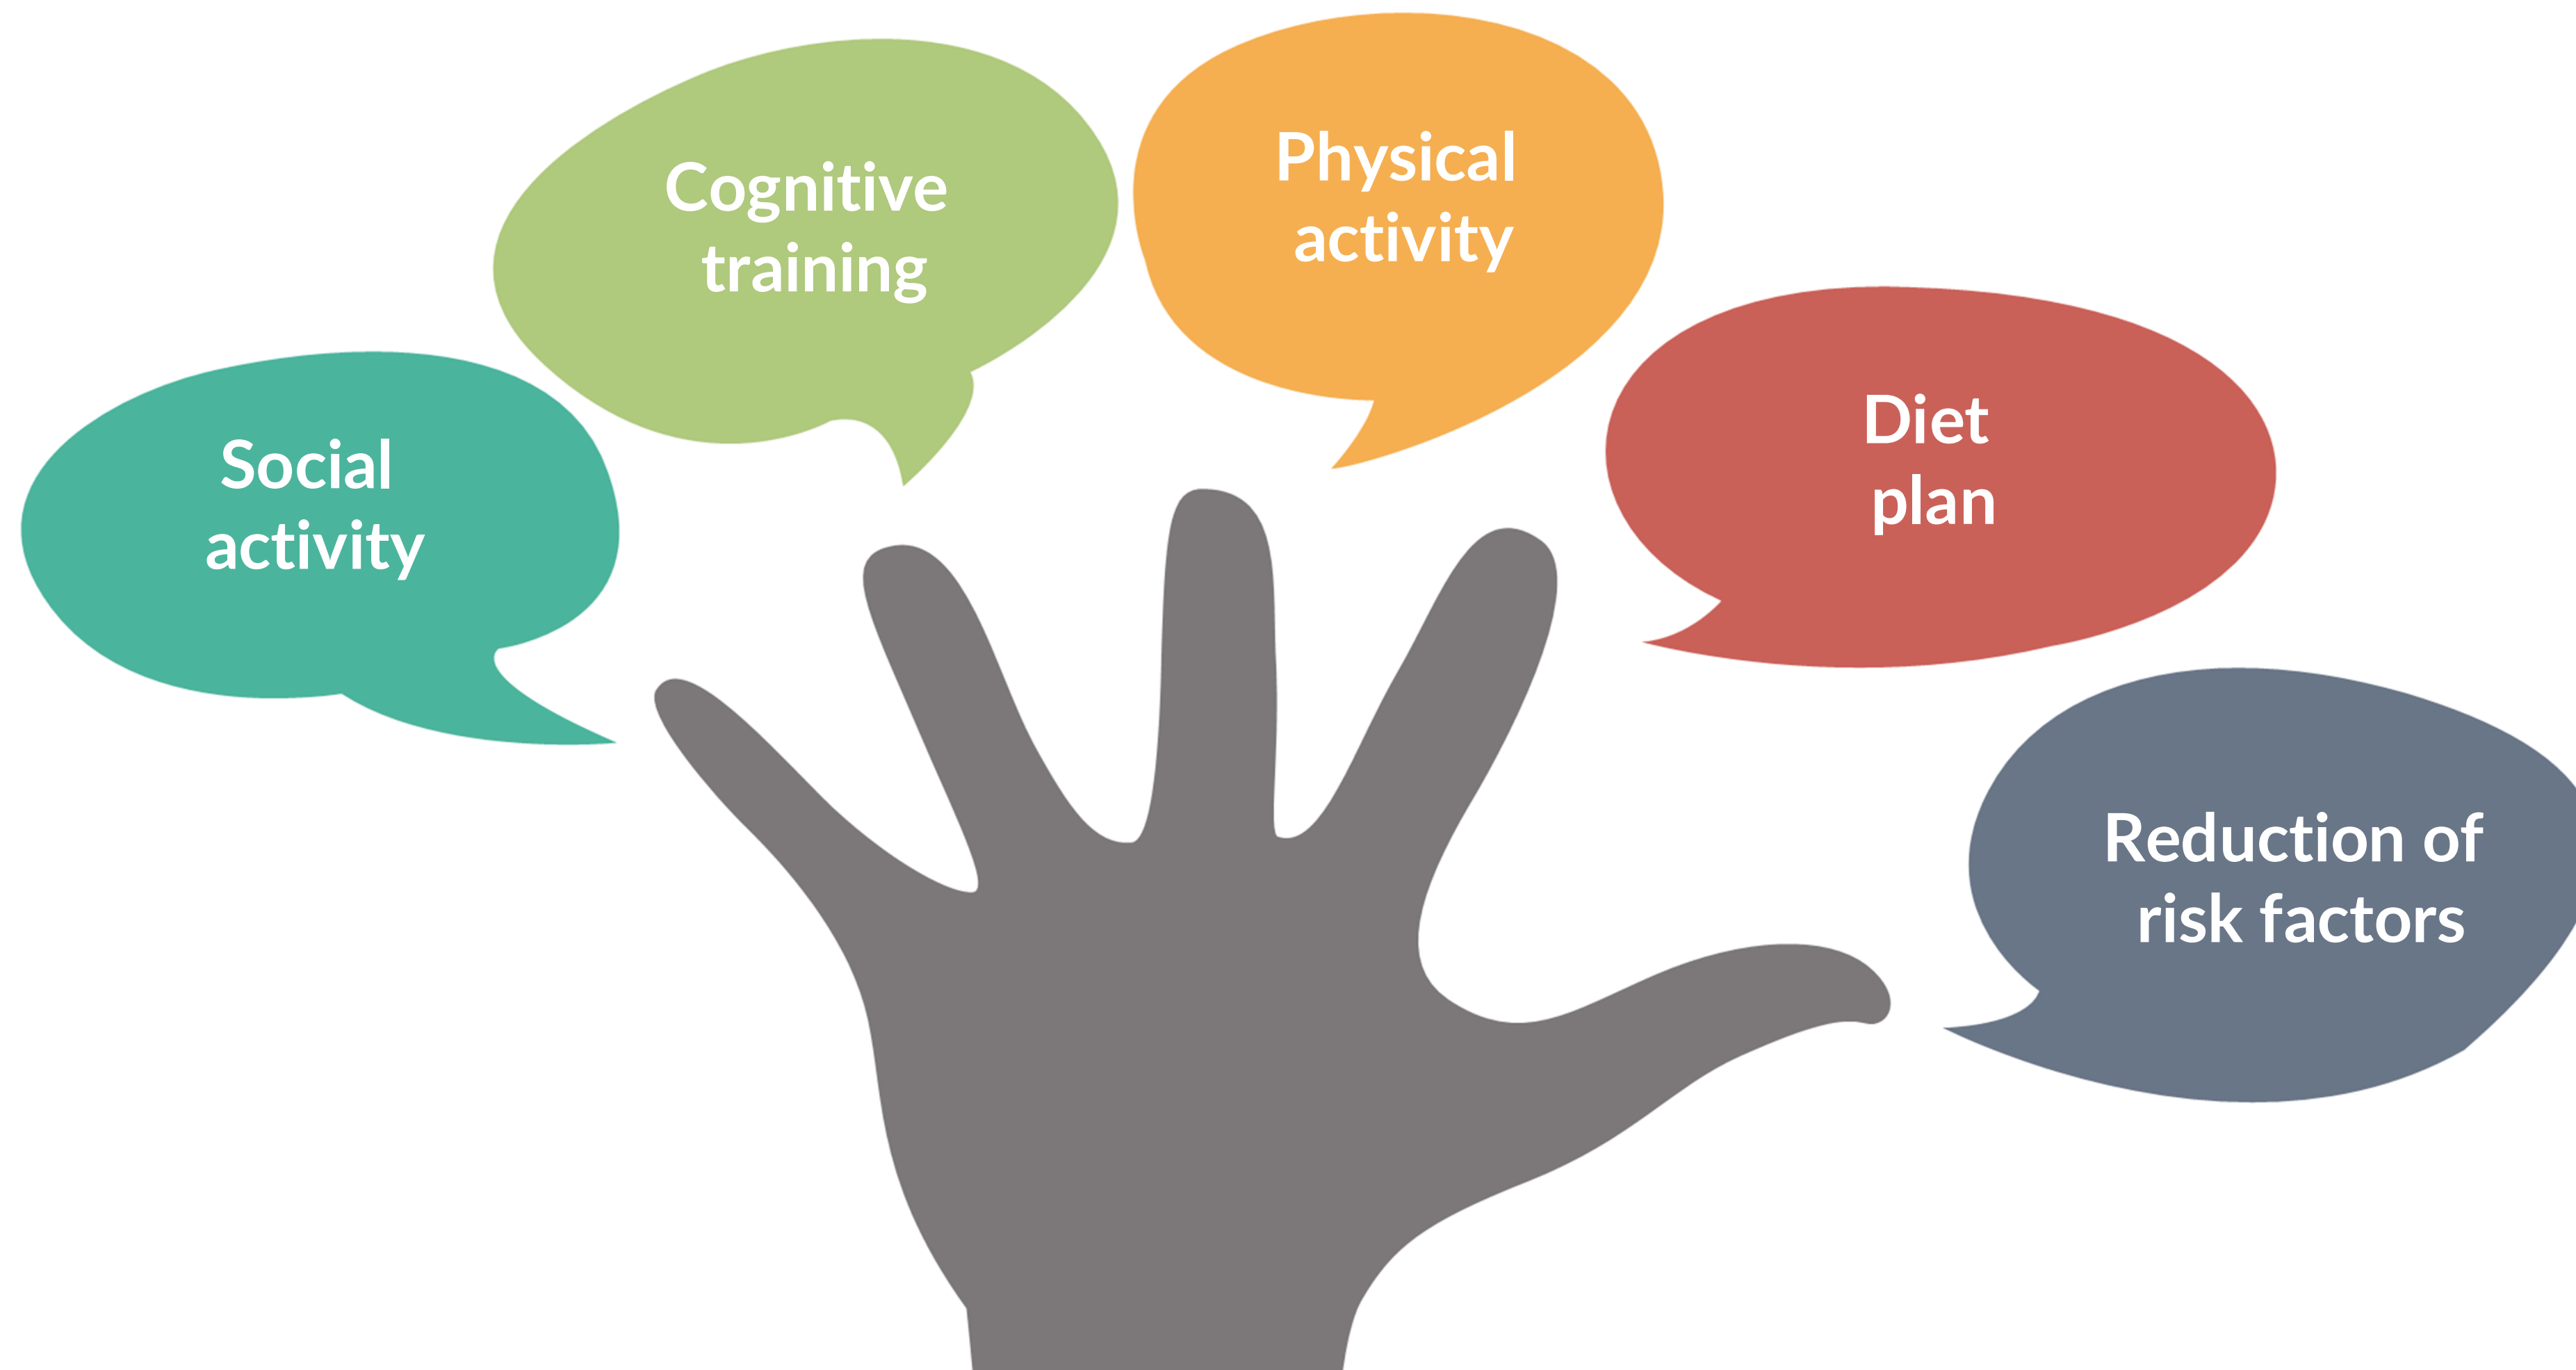 Social
activity
Cognitive
training
Physical
activity
Diet
plan
Reduction of
risk factors